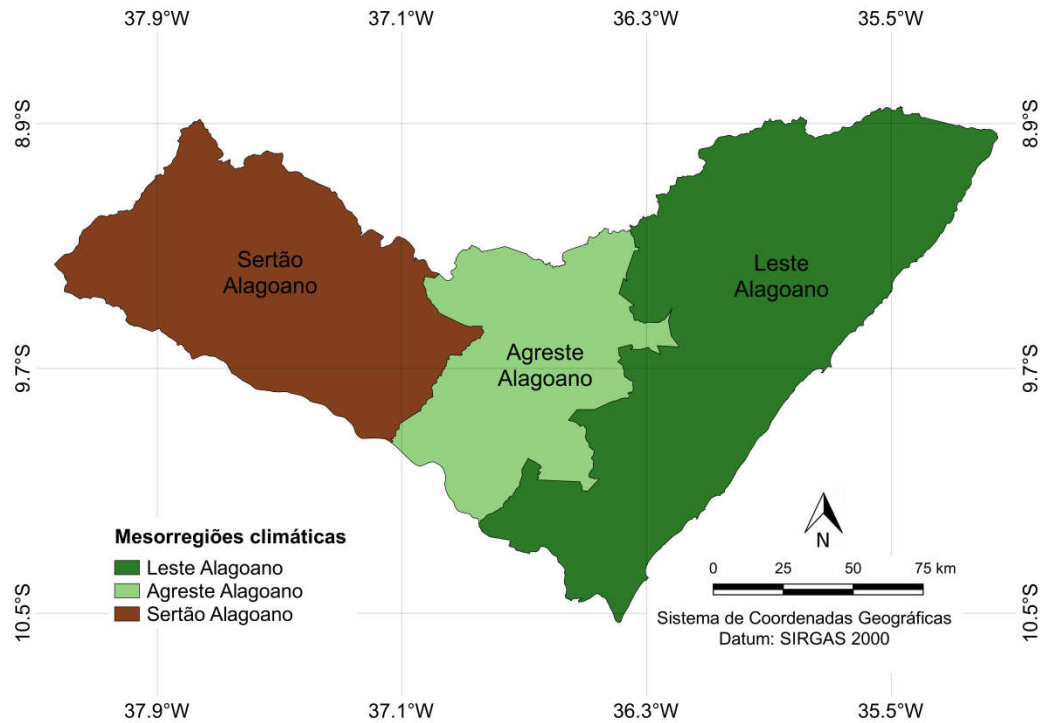 37.9°W
37.1°W
36.3°W
35.5°W
8.9°S
8.9°S
Sertão
Alagoano
Leste
Alagoano
Agreste
Alagoano
9.7°S
9.7°S
Mesorregiões climáticas
Leste Alagoano
Agreste Alagoano
Sertão Alagoano
N
0 25 50 75 km
Sistema de Coordenadas Geográficas
Datum: SIRGAS 2000
10.5°S
10.5°S
37.9°W
37.1°W
36.3°W
35.5°W